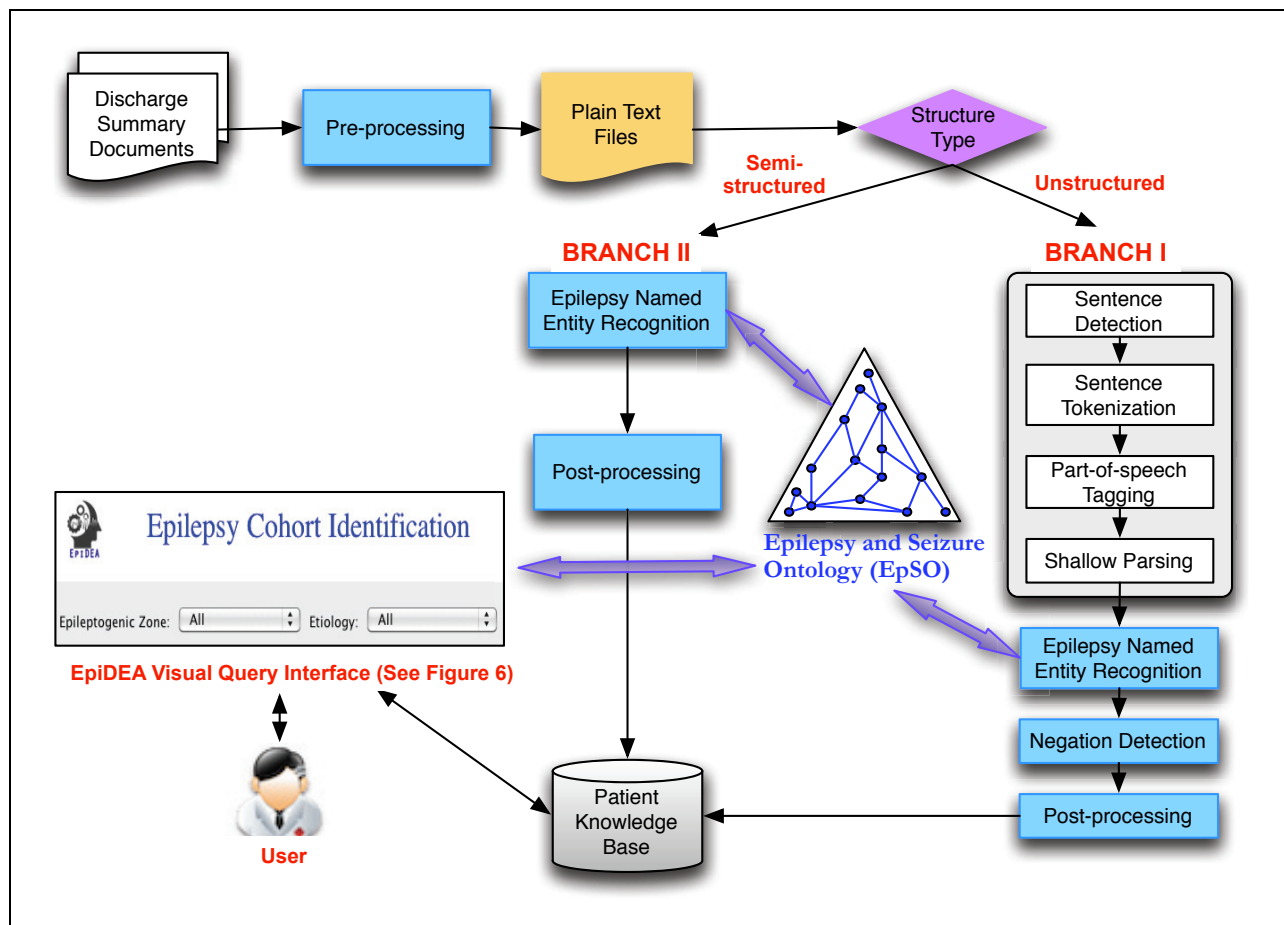 Discharge
Summary
Documents
Pre-processing
Plain Text
Files
Structure
Type
Semi-
structured
Unstructured
BRANCH II
BRANCH I
Epilepsy Named
Entity Recognition
Post-processing
Sentence
Detection
Sentence
Tokenization
Part-of-speech
Tagging
Shallow Parsing
Epilepsy and Seizure
Ontology (EpSO)
EPIDEA
Epilepsy Cohort Identification
Epileptogenic Zone: All Etiology: All
EpiDEA Visual Query Interface (See Figure 6)
User
Patient
Knowledge
Base
Epilepsy Named
Entity Recognition
Negation Detection
Post-processing